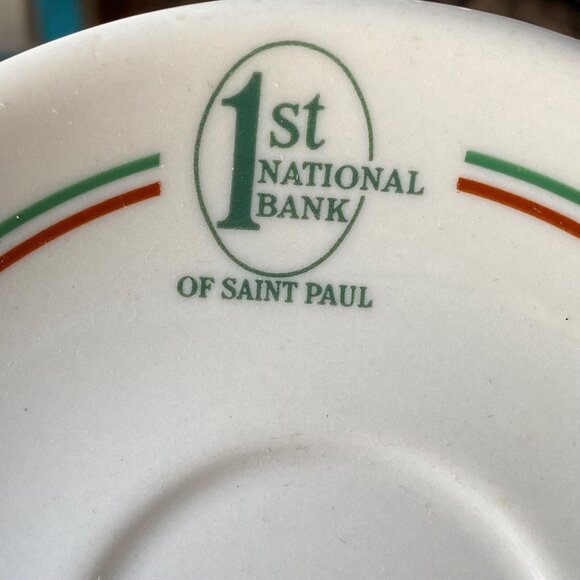 1st
NATIONAL
BANK
OF SAINT PAUL